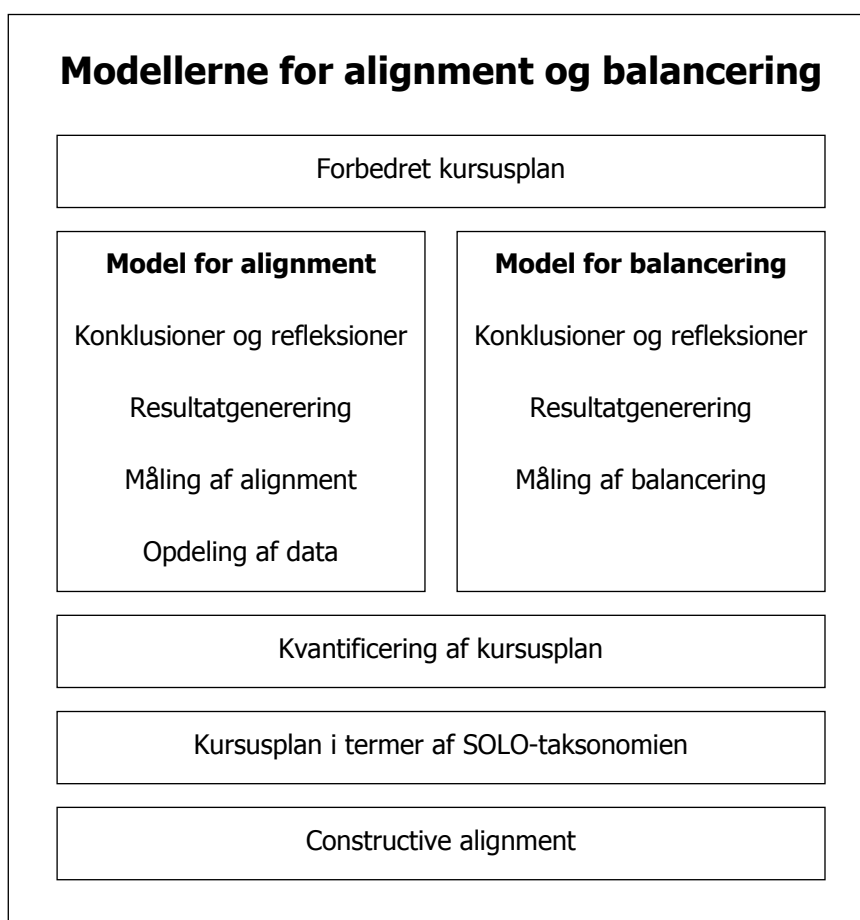 Modellerne for alignment og balancering
Forbedret kursusplan
Model for alignment
Konklusioner og refleksioner
Resultatgenerering
Måling af alignment
Opdeling af data
Model for balancering
Konklusioner og refleksioner
Resultatgenerering
Måling af balancering
Kvantificering af kursusplan
Kursusplan i termer af SOLO-taksonomien
Constructive alignment